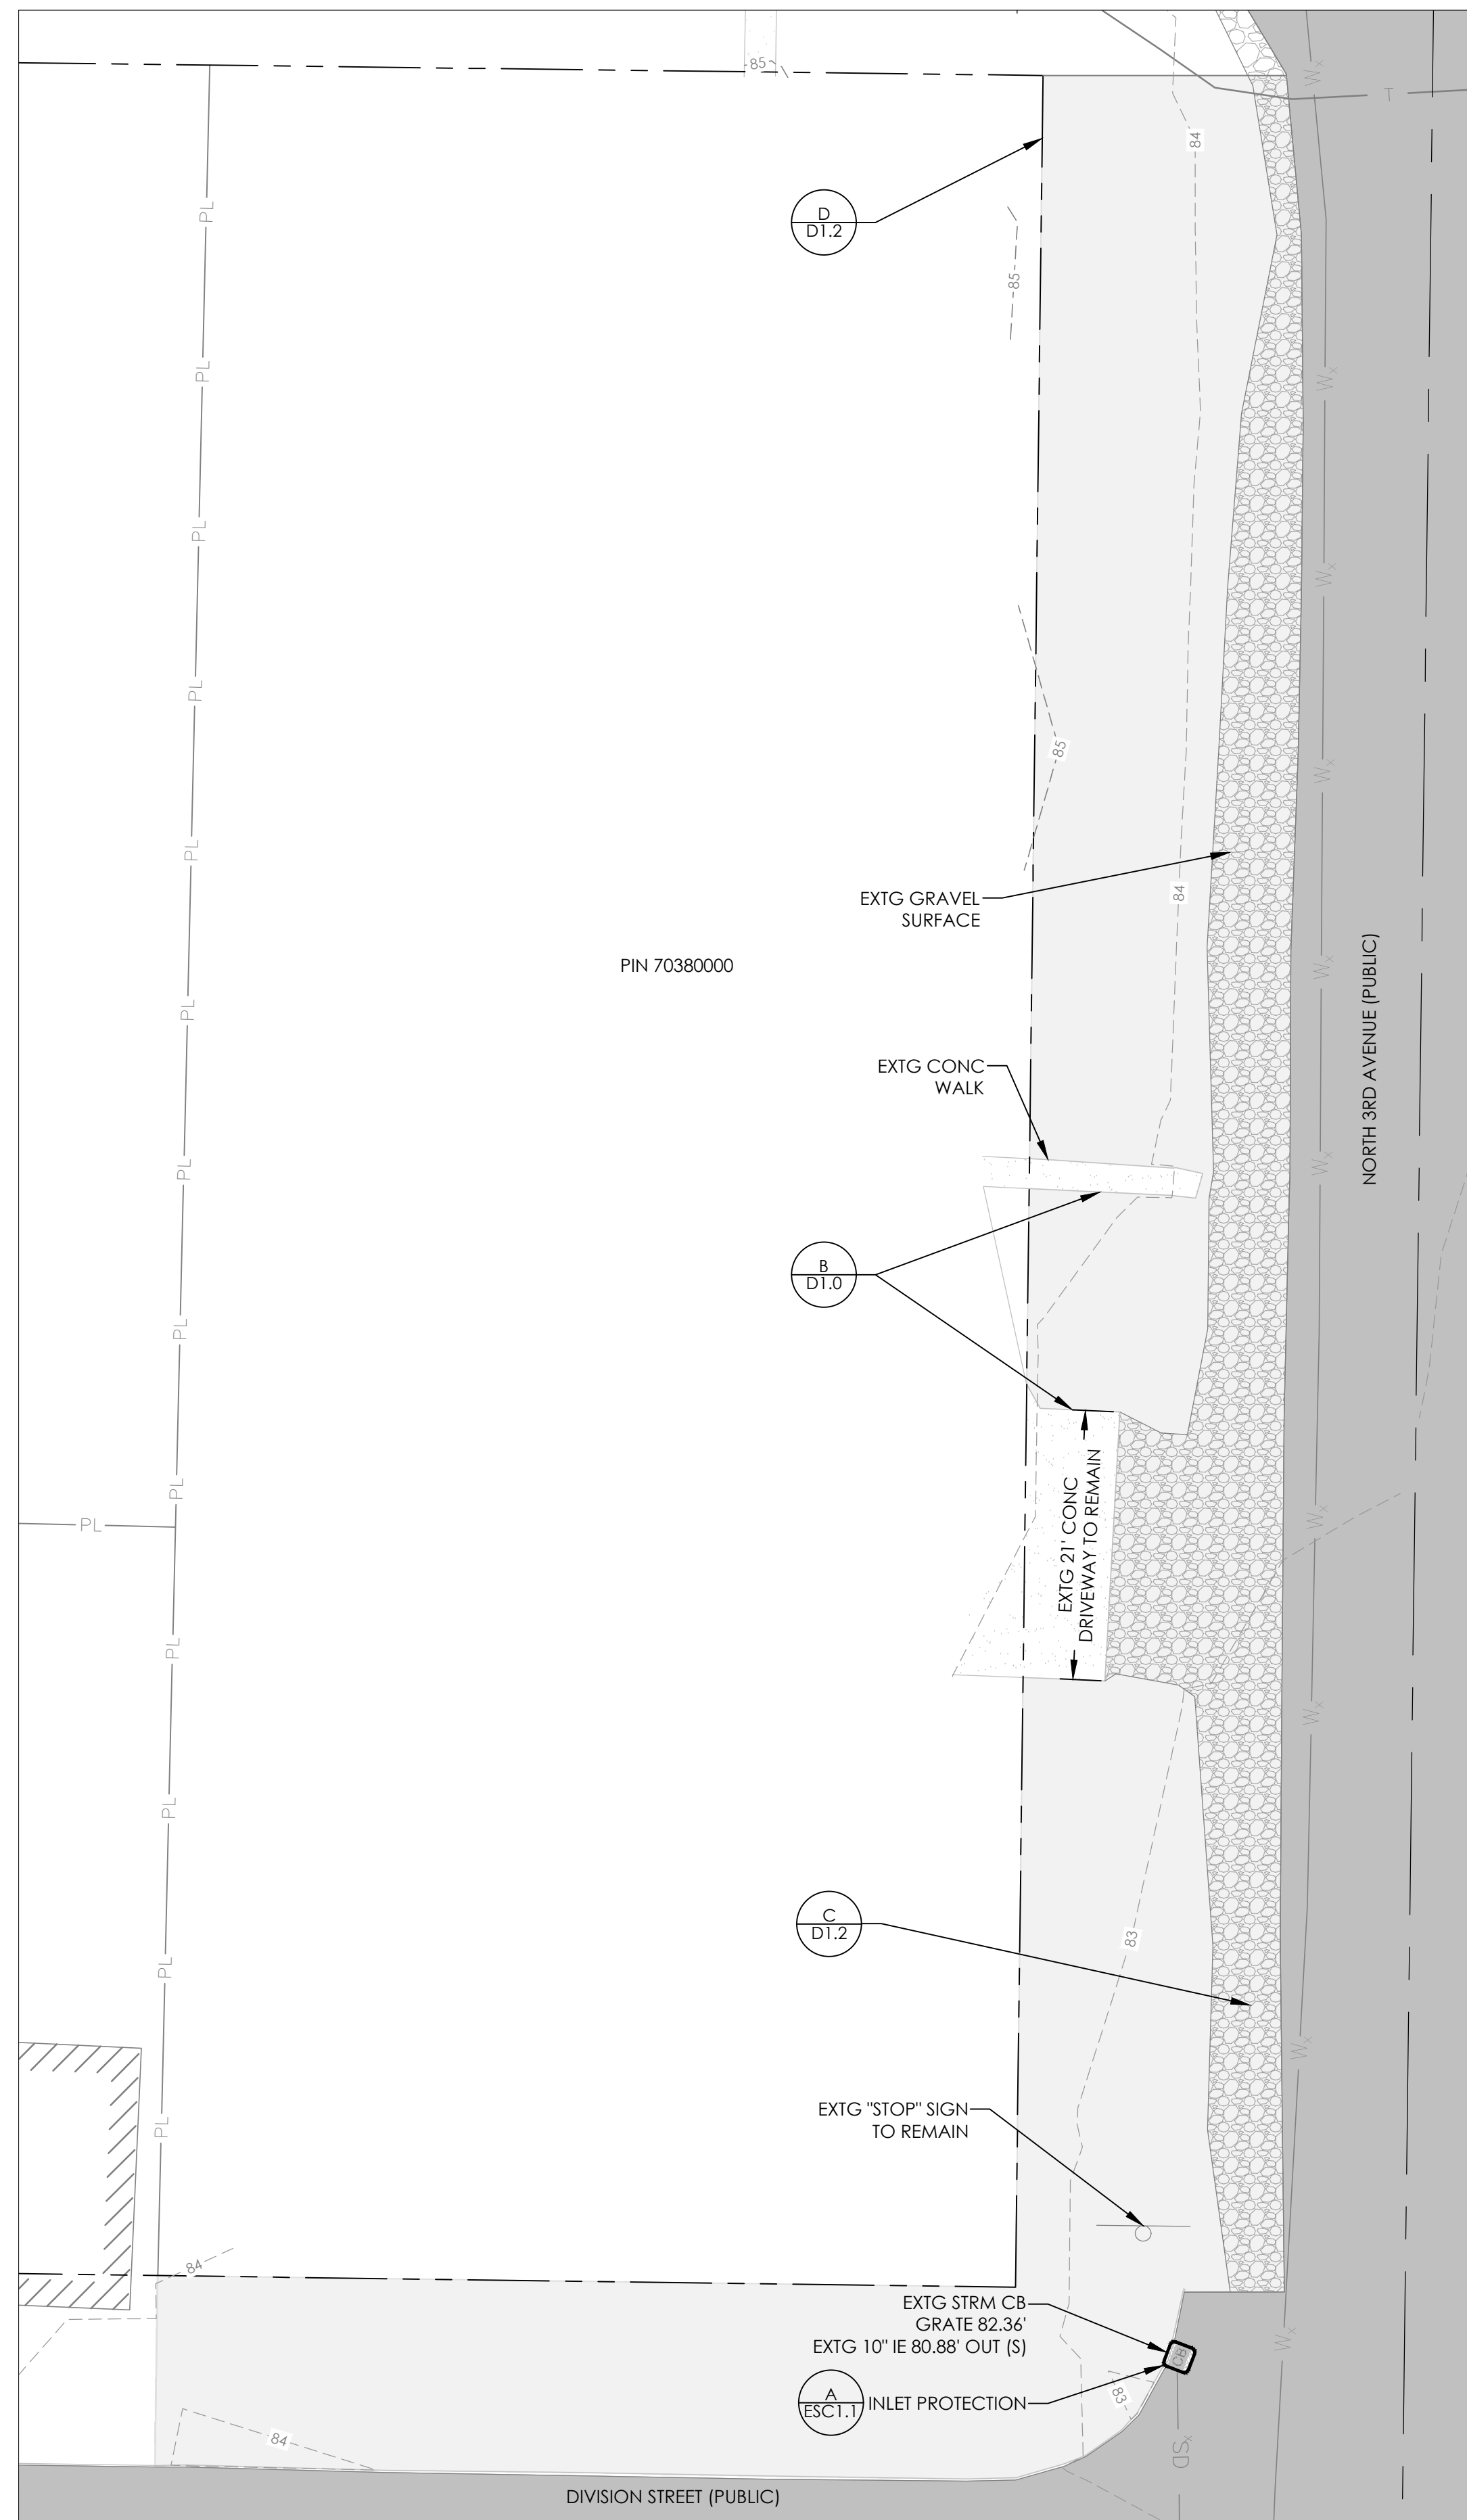 85
W
T
84
D
D1.2
PL
85
PL
W
PL
W
PL
85
W
PL
84
EXTG GRAVEL
SURFACE
PIN 70380000
NORTH 3RD AVENUE (PUBLIC)
W
PL
EXTG CONC
WALK
W
PL
B
D1.0
PL
EXTG 21' CONC
DRIVEWAY TO REMAIN
PL
W
PL
PL
W
PL
C
D1.2
83
PL
W
EXTG "STOP" SIGN
TO REMAIN
PL
84
EXTG STRM CB
GRATE 82.36'
EXTG 10" IE 80.88' OUT (S)
CB
W
A
ESC1.1
INLET PROTECTION
83
84
SD
DIVISION STREET (PUBLIC)